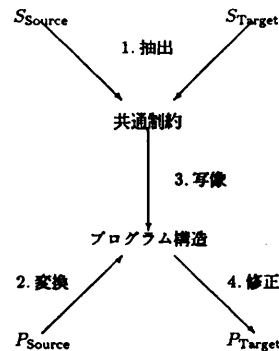 S_Source S_Target
1. 抽出
共通制約
3. 写像
プログラム構造
2. 変換 4. 修正
P_Source P_Target